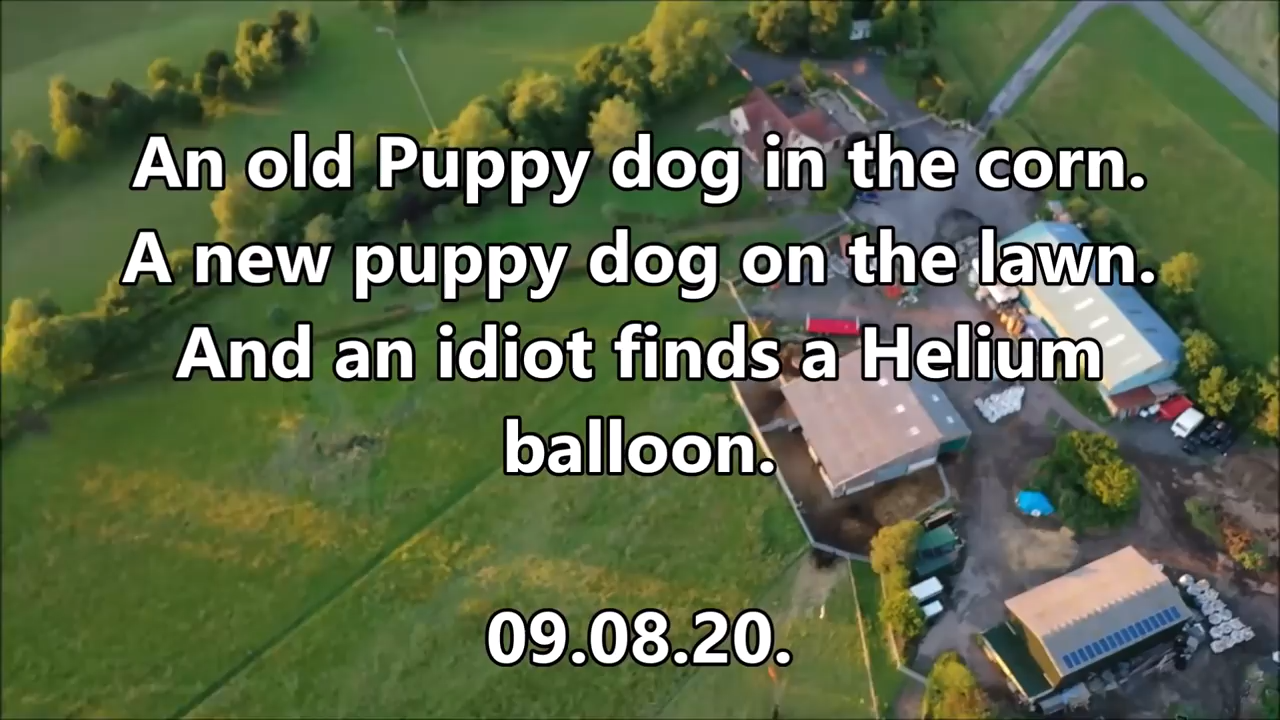 An old Puppy dog in the corn.
A new puppy dog on the lawn.
And an idiot finds a Helium
balloon.
09.08.20.